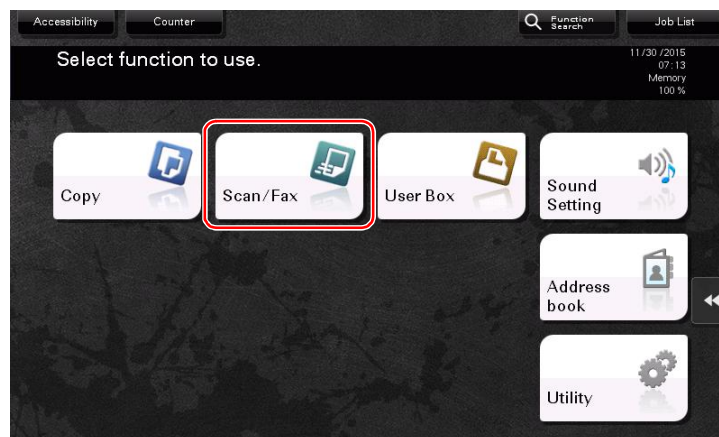 Accessibility
Counter
Function
Search
Job List
Select function to use.
11/30 /2015
07:13
Memory
100 %
Copy
Scan/Fax
User Box
Sound
Setting
Address
book
Utility